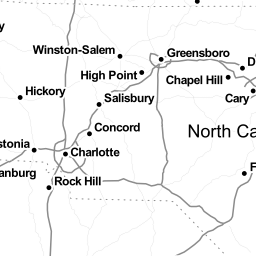 Winston-Salem
Greensboro
High Point
D
Chapel Hill
Hickory
Salisbury
Cary
Concord
North Ca
stonia
Charlotte
anburg
Rock Hill
F